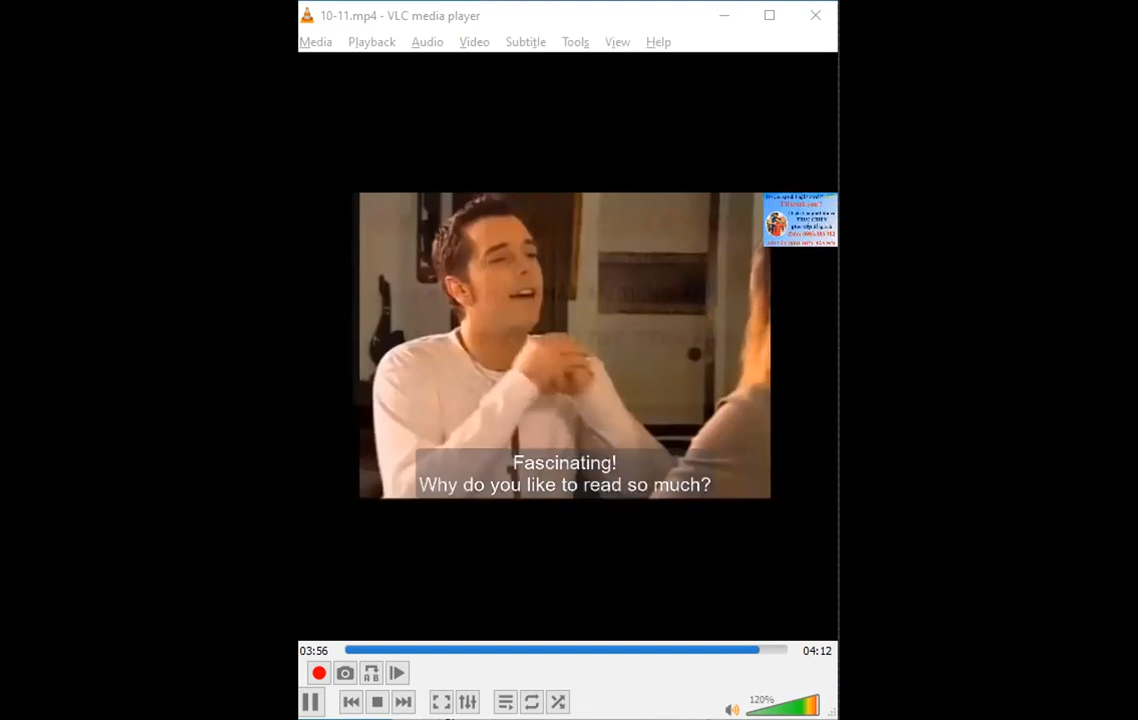 10-11.mp4 - VLC media player
Media Playback Audio Video Subtitle Tools View Help
Fascinating!
Why do you like to read so much?
03:56
04:12
A B
120%